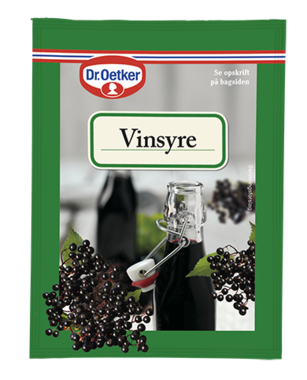 Dr. Oetker
Se opskrift
på bagsiden
Vinsyre